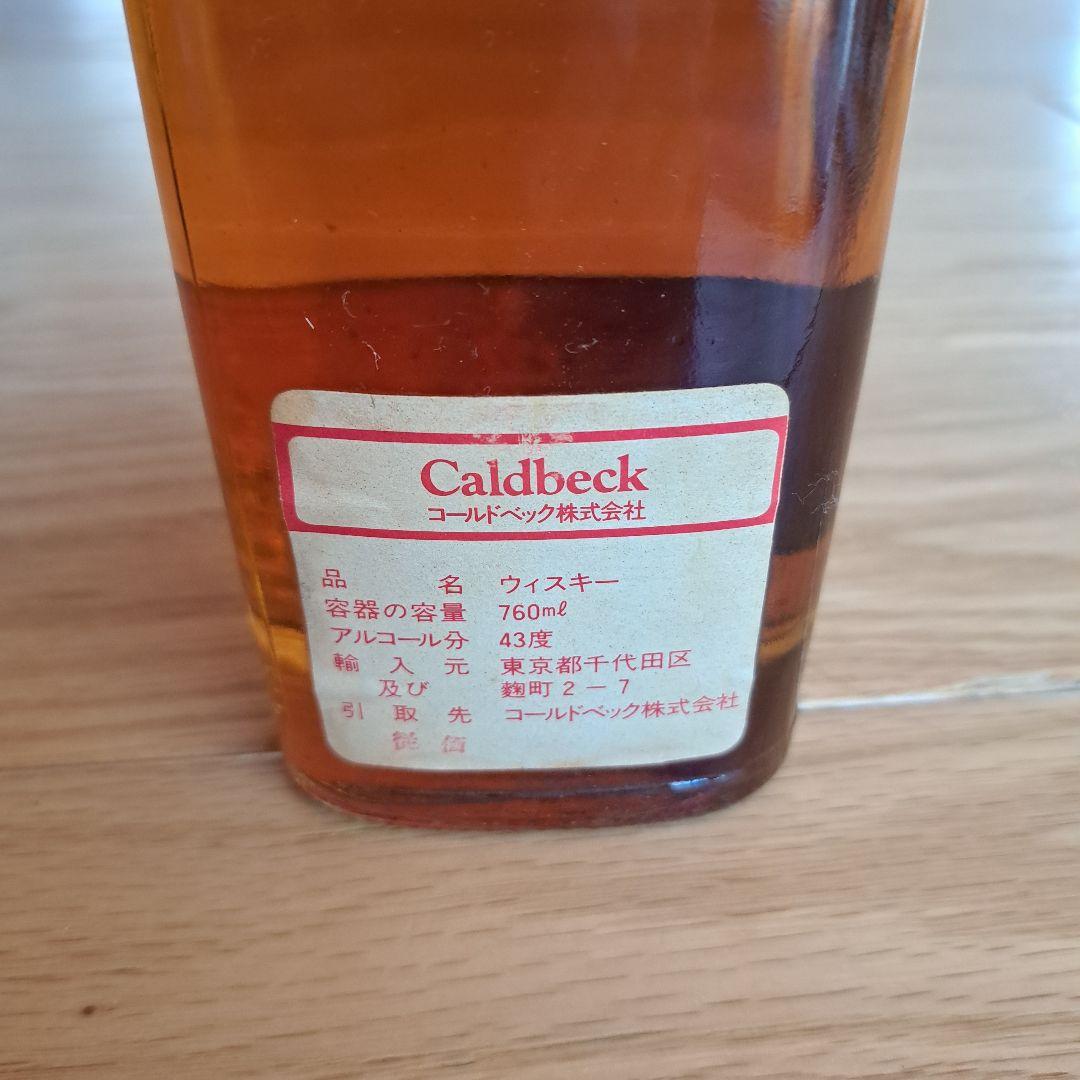 Caldbeck
コールドベック株式会社
品 名 ウィスキー
容器の容量 760mℓ
アルコール分 43度
輸入元 東京都千代田区
及び 麴町2-7
引取先 コールドベック株式会社
従価